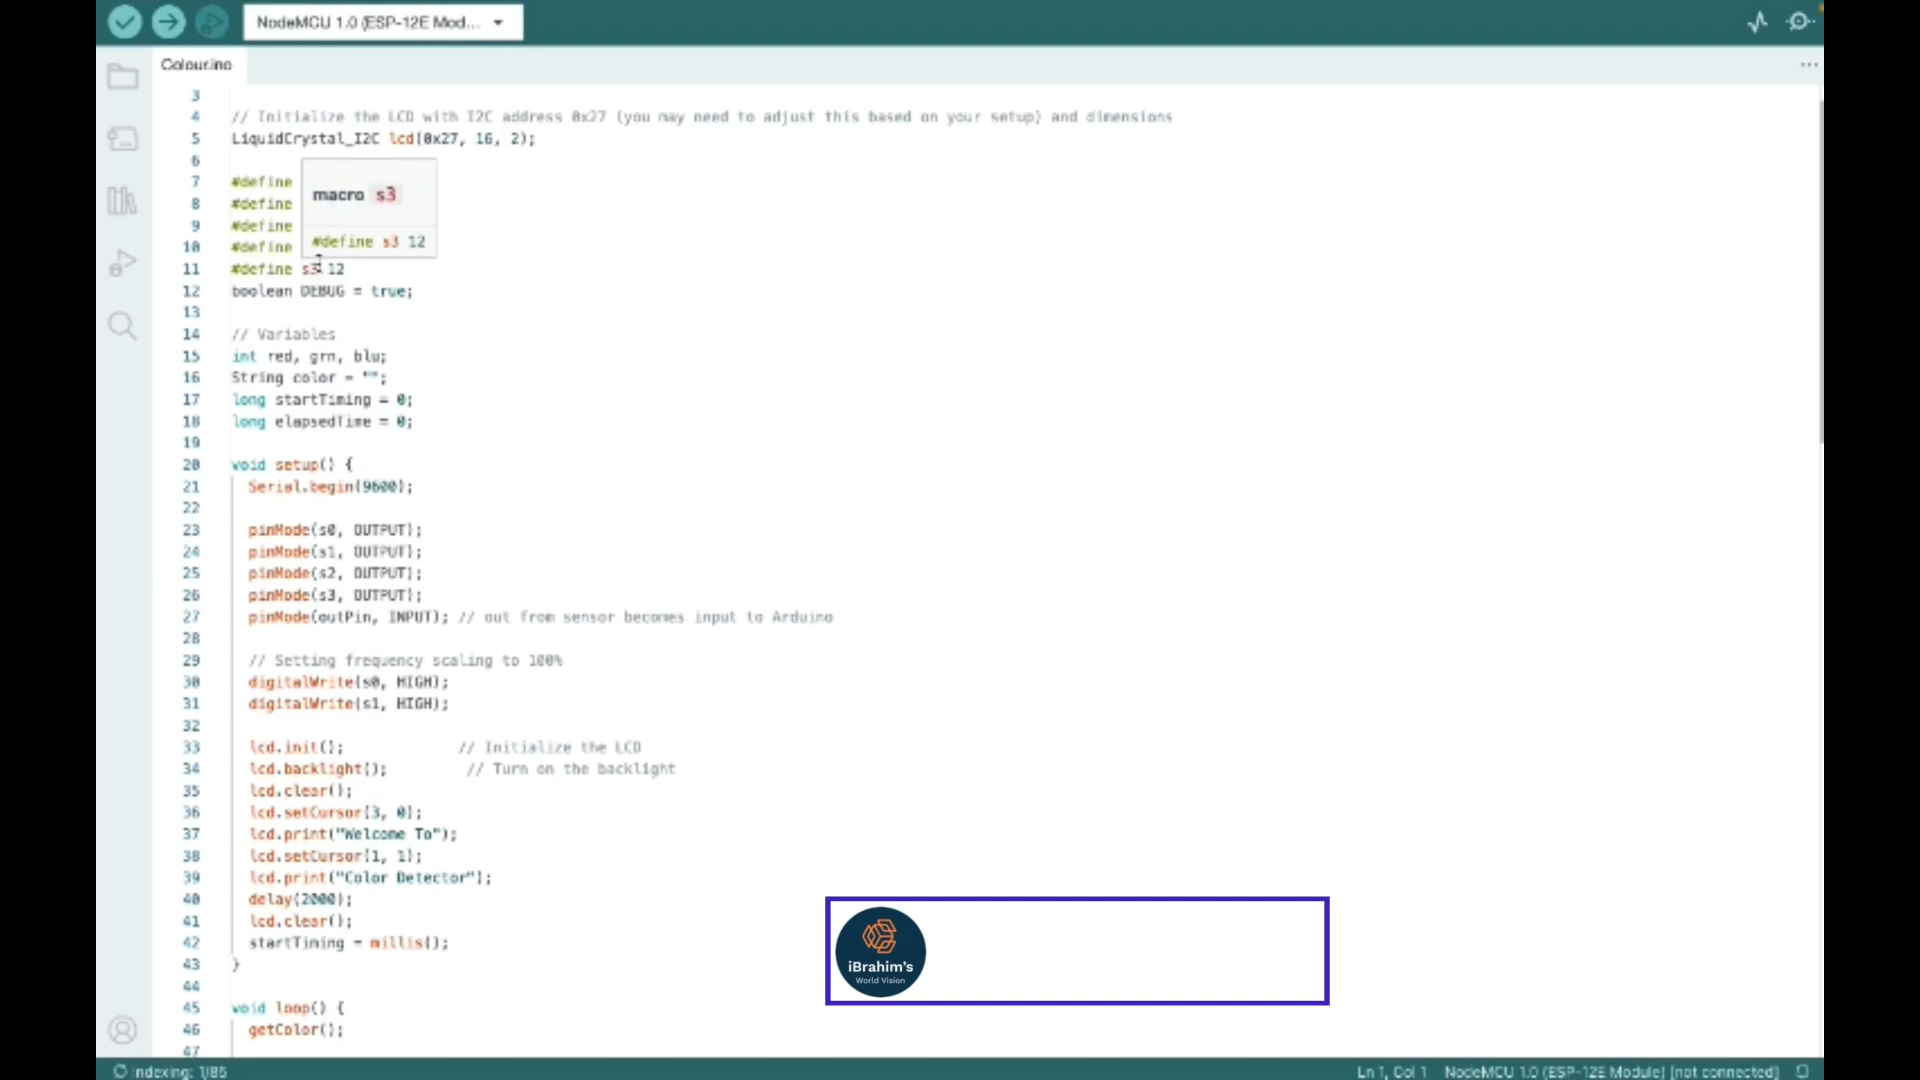 NodeMCU 1.0 (ESP-12E Mod...
Colour.ino
3
4 // Initialize the LCD with I2C address 0x27 (you may need to adjust this based on your setup) and dimensions
5 LiquidCrystal_I2C lcd(0x27, 16, 2);
6
7 #define
8 #define
9 #define
10 #define
macro s3
#define s3 12
11 #define s3 12
12 boolean DEBUG = true;
13
14 // Variables
15 int red, grn, blu;
16 String color = "";
17 long startTiming = 0;
18 long elapsedTime = 0;
19
20 void setup() {
21 Serial.begin(9600);
22
23 pinMode(s0, OUTPUT);
24 pinMode(s1, OUTPUT);
25 pinMode(s2, OUTPUT);
26 pinMode(s3, OUTPUT);
27 pinMode(outPin, INPUT); // out from sensor becomes input to Arduino
28
29 // Setting frequency scaling to 100%
30 digitalWrite(s0, HIGH);
31 digitalWrite(s1, HIGH);
32
33 lcd.init(); // Initialize the LCD
34 lcd.backlight(); // Turn on the backlight
35 lcd.clear();
36 lcd.setCursor(3, 0);
37 lcd.print("Welcome To");
38 lcd.setCursor(1, 1);
39 lcd.print("Color Detector");
40 delay(2000);
41 lcd.clear();
42 startTiming = millis();
43 }
44
45 void loop() {
46 getColor();
47
iBrahim's
World Vision
Indexing: 1/85
Ln 1, Col 1 NodeMCU 1.0 (ESP-12E Module) [not connected]